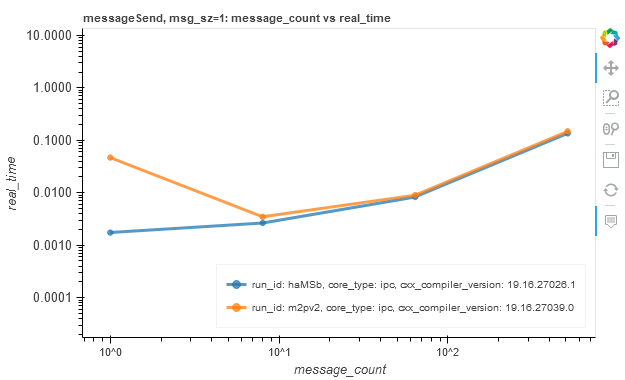 messageSend, msg_sz=1: message_count vs real_time
10.0000
1.0000
0.1000
0.0100
0.0010
0.0001
real_time
run_id: haMSb, core_type: ipc, cxx_compiler_version: 19.16.27026.1
run_id: m2pv2, core_type: ipc, cxx_compiler_version: 19.16.27039.0
10^0
10^1
10^2
message_count